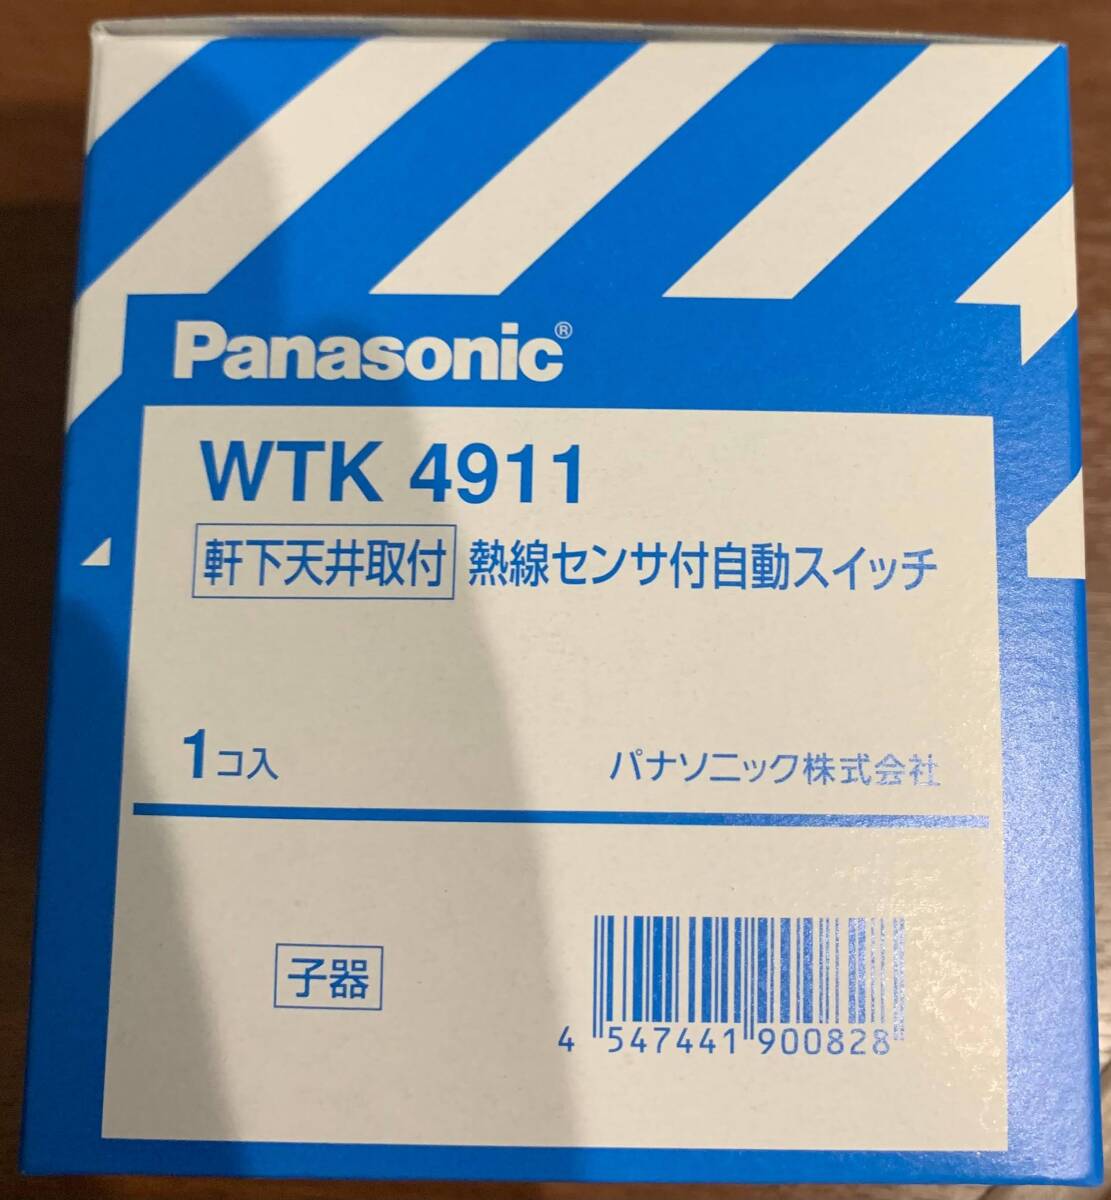 Panasonic®
WTK 4911
軒下天井取付 熱線センサ付自動スイッチ
1コ入 パナソニック株式会社
子器
4 547441 900828